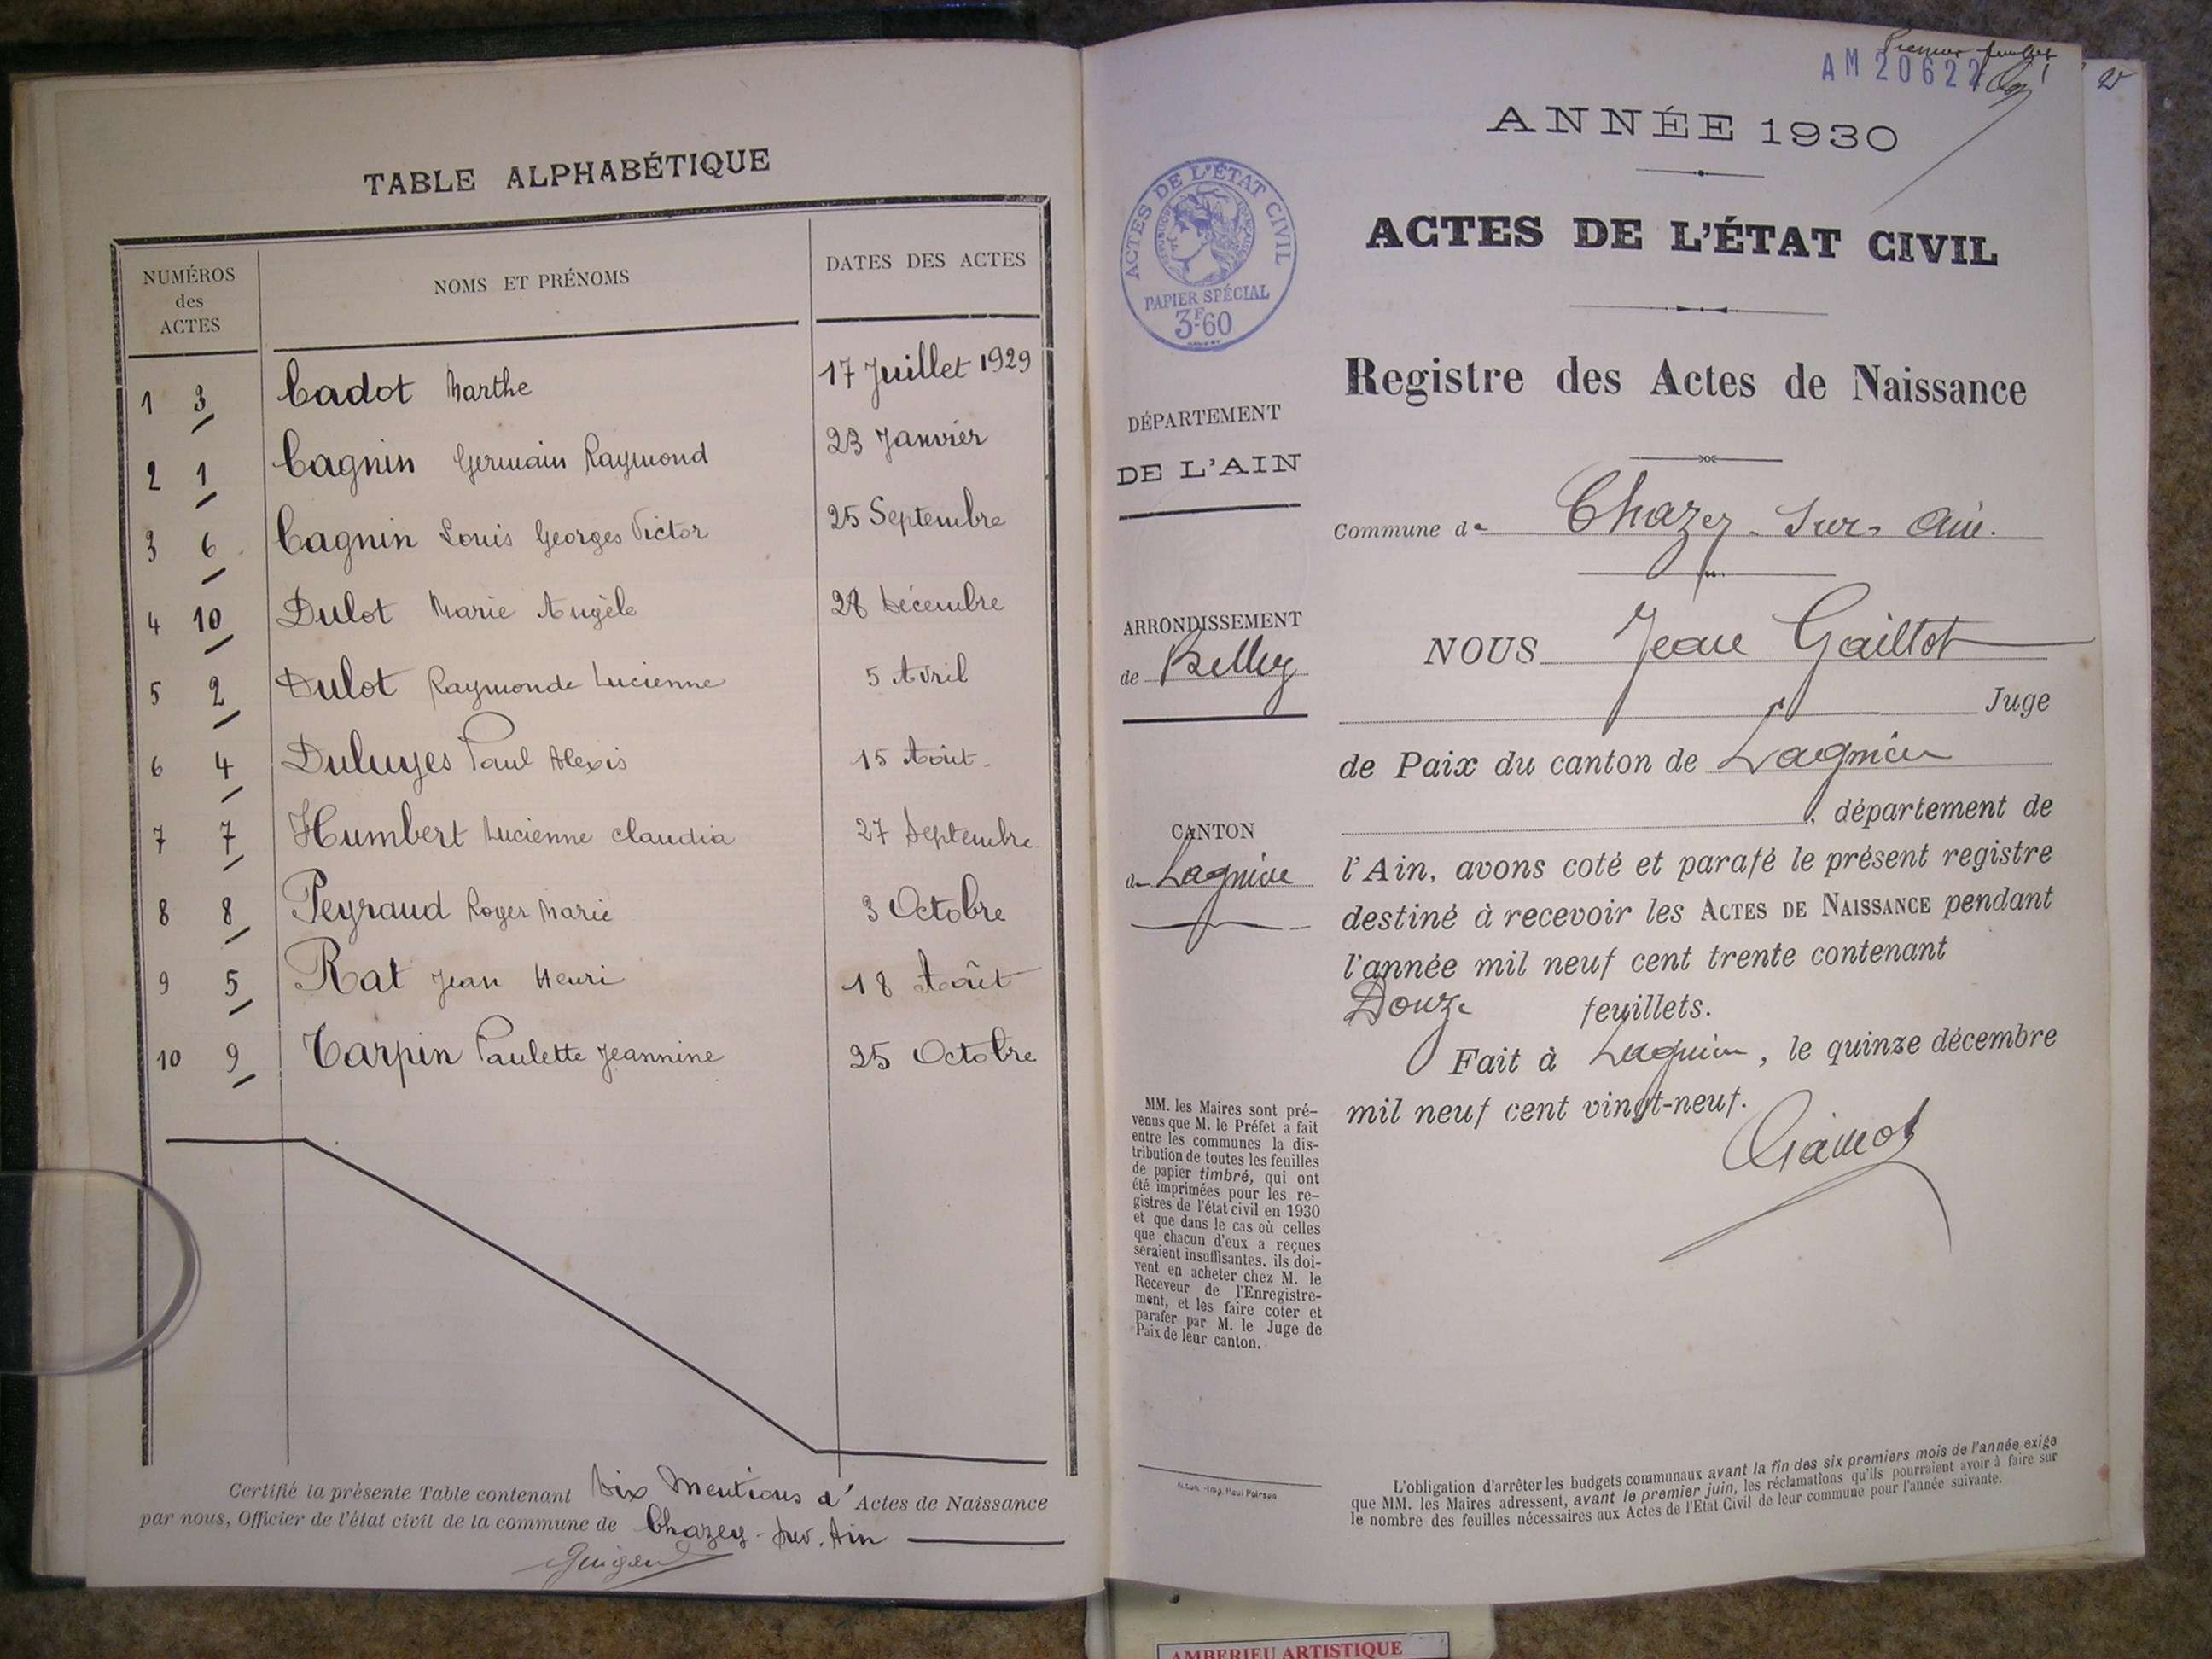 TABLE ALPHABÉTIQUE
NUMÉROS des ACTES
NOMS ET PRÉNOMS
DATES DES ACTES
1 3 Cadot Marthe 17 Juillet 1929
2 1 Cagnin Germain Raymond 23 Janvier
3 6 Cagnin Louis Georges Victor 25 Septembre
4 10 Dulot Marie Angèle 28 Décembre
5 2 Dulot Raymonde Lucienne 5 Avril
6 4 Duluyes Paul Alexis 15 Août
7 7 Humbert Lucienne Claudia 27 Septembre
8 8 Peyraud Roger Marie 3 Octobre
9 5 Rat Jean Henri 18 Août
10 9 Tarpin Paulette Jeannine 25 Octobre
Certifié la présente Table contenant Dix Mentions d' Actes de Naissance
par nous, Officier de l'état civil de la commune de Chazey-sur-Ain
Premier feuillet
AM 20622
ANNÉE 1930
ACTES DE L'ÉTAT CIVIL
ACTES DE L'ÉTAT CIVIL
RÉPUBLIQUE FRANÇAISE
PAPIER SPÉCIAL
3F60
Registre des Actes de Naissance
DÉPARTEMENT
DE L'AIN
Commune de Chazey-sur-Ain.
ARRONDISSEMENT
de Belley
NOUS Jean Gaillot
Juge
de Paix du canton de Lagnieu
, département de
CANTON
de Lagnieu
l'Ain, avons coté et parafé le présent registre
destiné à recevoir les ACTES DE NAISSANCE pendant
l'année mil neuf cent trente contenant
Douze feuillets.
Fait à Lagnieu, le quinze décembre
mil neuf cent vingt-neuf.
MM. les Maires sont pré-
venus que M. le Préfet a fait
entre les communes la dis-
tribution de toutes les feuilles
de papier timbré, qui ont
été imprimées pour les re-
gistres de l'état civil en 1930
et que dans le cas où celles
que chacun d'eux a reçues
seraient insuffisantes, ils doi-
vent en acheter chez M. le
Receveur de l'Enregistre-
ment, et les faire coter et
parafer par M. le Juge de
Paix de leur canton.
L'obligation d'arrêter les budgets communaux avant la fin des six premiers mois de l'année exige
que MM. les Maires adressent, avant le premier juin, les réclamations qu'ils pourraient avoir à faire sur
le nombre des feuilles nécessaires aux Actes de l'Etat Civil de leur commune pour l'année suivante.
AMBERIEU ARTISTIQUE